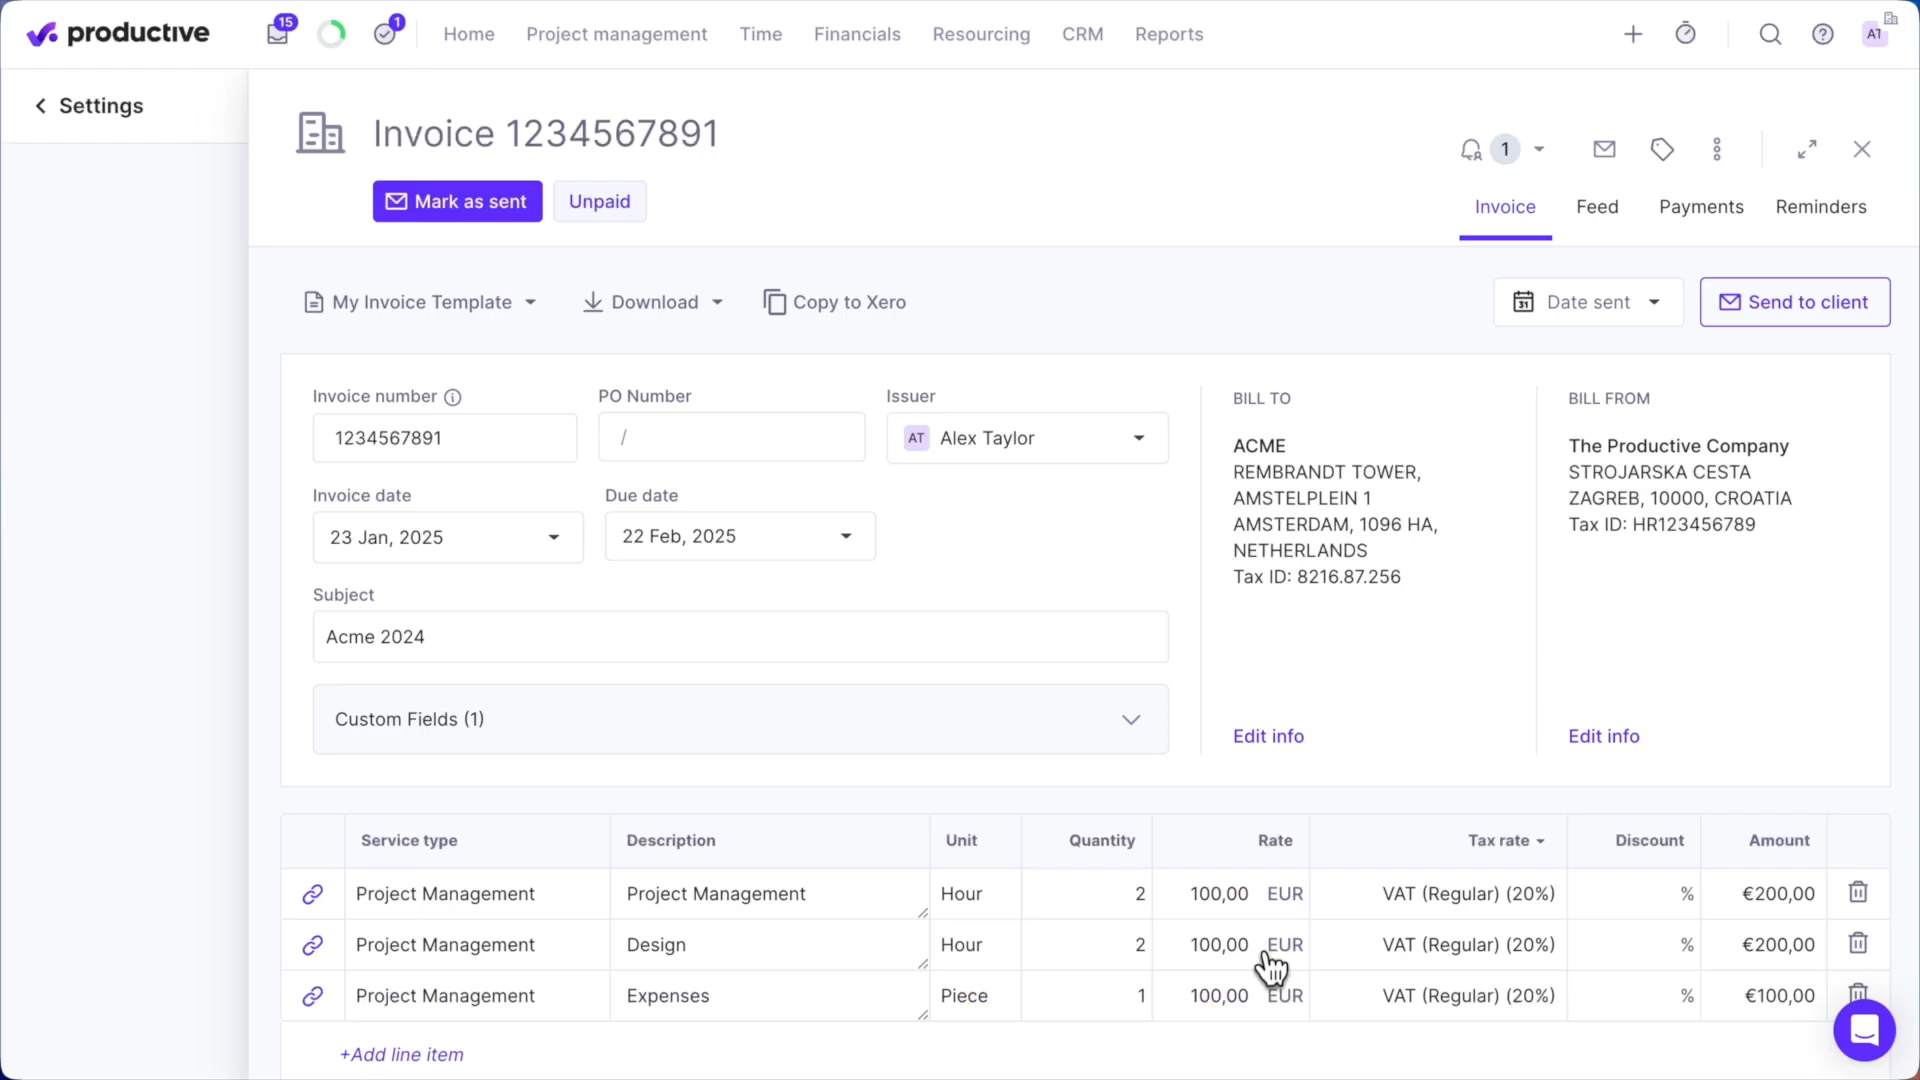 productive
15
1
Home
Project management
Time
Financials
Resourcing
CRM
Reports
AT
Settings
Invoice 1234567891
1
Mark as sent
Unpaid
Invoice
Feed
Payments
Reminders
My Invoice Template
Download
Copy to Xero
31
Date sent
Send to client
Invoice number
PO Number
Issuer
1234567891
/
AT Alex Taylor
Invoice date
Due date
23 Jan, 2025
22 Feb, 2025
Subject
Acme 2024
Custom Fields (1)
BILL TO
ACME
REMBRANDT TOWER,
AMSTELPLEIN 1
AMSTERDAM, 1096 HA,
NETHERLANDS
Tax ID: 8216.87.256
Edit info
BILL FROM
The Productive Company
STROJARSKA CESTA
ZAGREB, 10000, CROATIA
Tax ID: HR123456789
Edit info
Service type Description Unit Quantity Rate Tax rate Discount Amount
Project Management Project Management Hour 2 100,00 EUR VAT (Regular) (20%) % €200,00
Project Management Design Hour 2 100,00 EUR VAT (Regular) (20%) % €200,00
Project Management Expenses Piece 1 100,00 EUR VAT (Regular) (20%) % €100,00
+Add line item